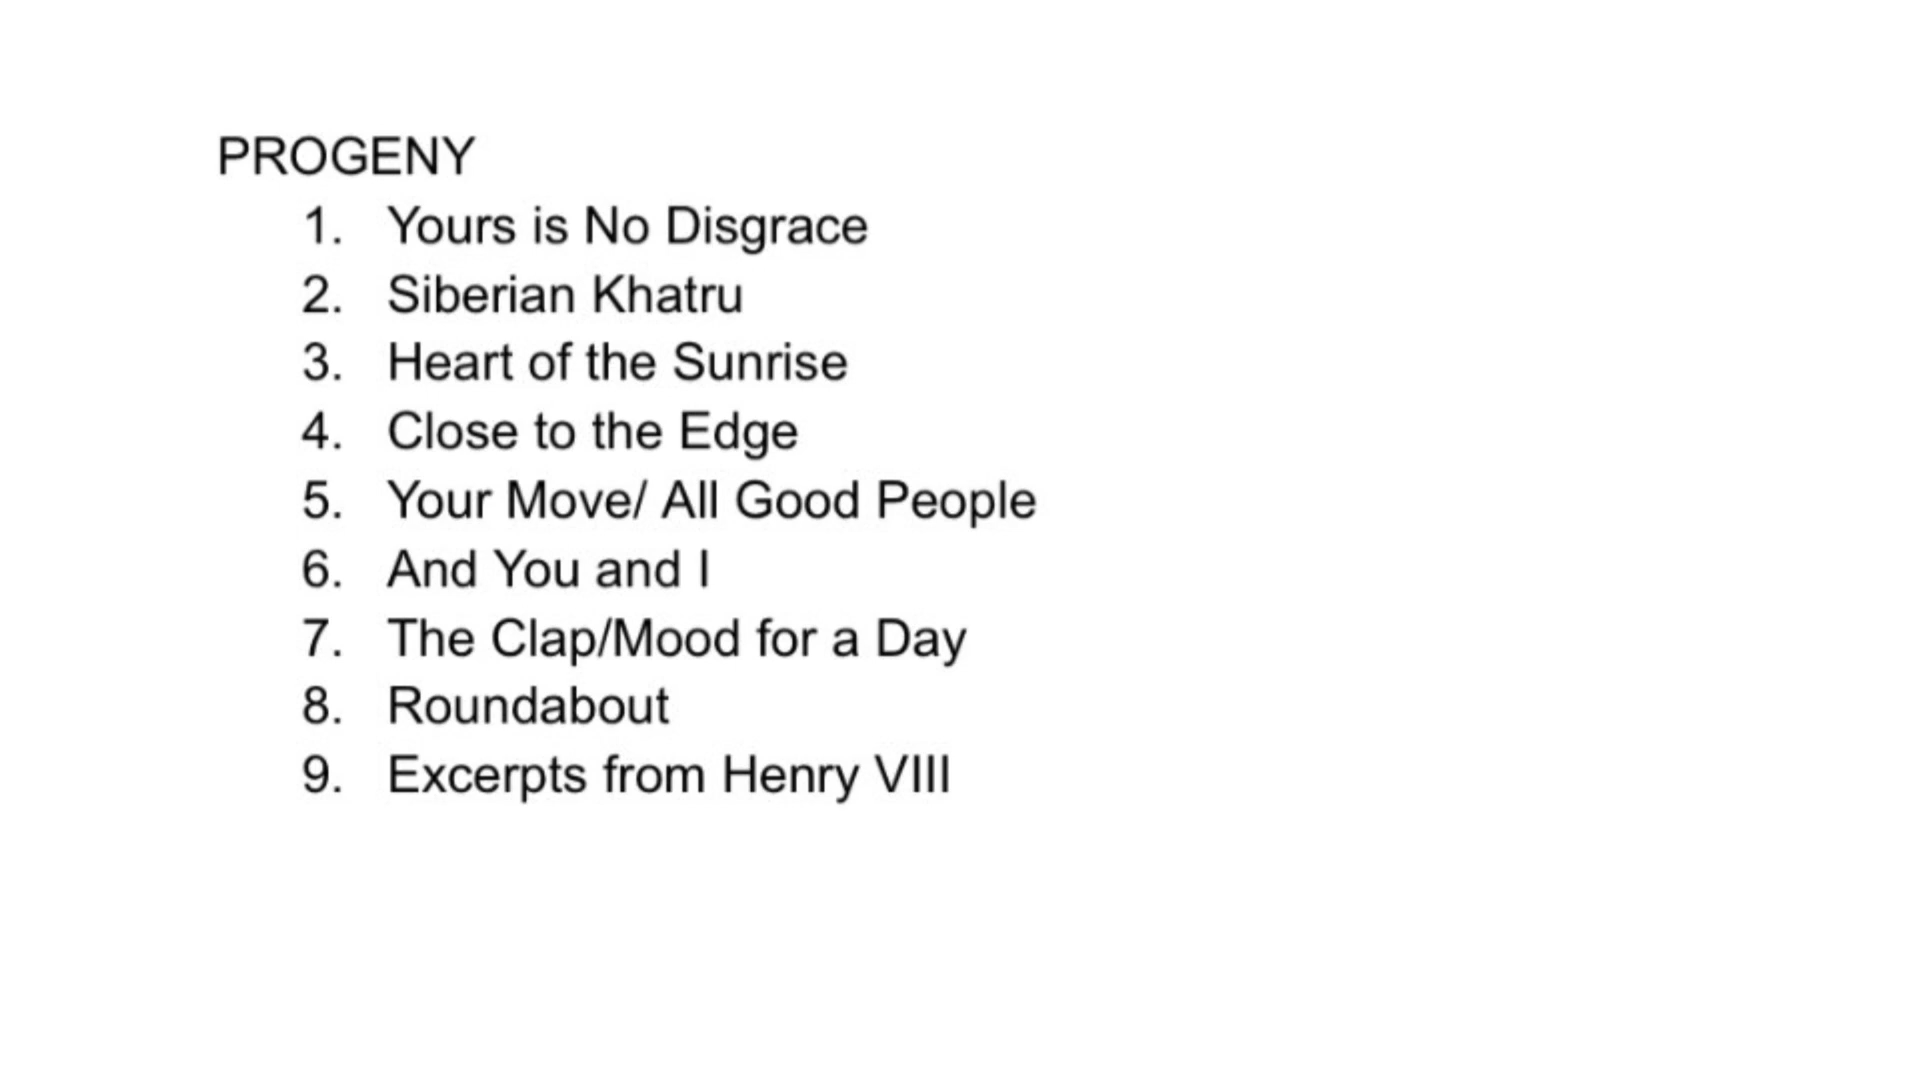 PROGENY
1. Yours is No Disgrace
2. Siberian Khatru
3. Heart of the Sunrise
4. Close to the Edge
5. Your Move/ All Good People
6. And You and I
7. The Clap/Mood for a Day
8. Roundabout
9. Excerpts from Henry VIII